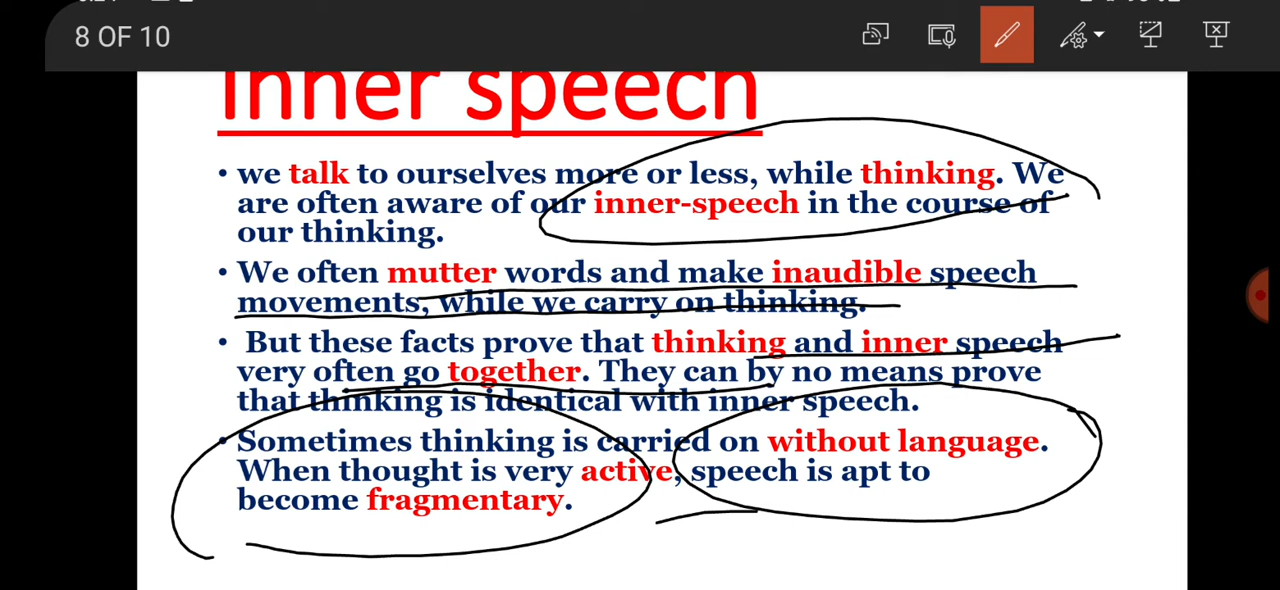 8 OF 10
Inner speech
• we talk to ourselves more or less, while thinking. We
are often aware of our inner-speech in the course of
our thinking.
• We often mutter words and make inaudible speech
movements, while we carry on thinking.
• But these facts prove that thinking and inner speech
very often go together. They can by no means prove
that thinking is identical with inner speech.
• Sometimes thinking is carried on without language.
When thought is very active, speech is apt to
become fragmentary.